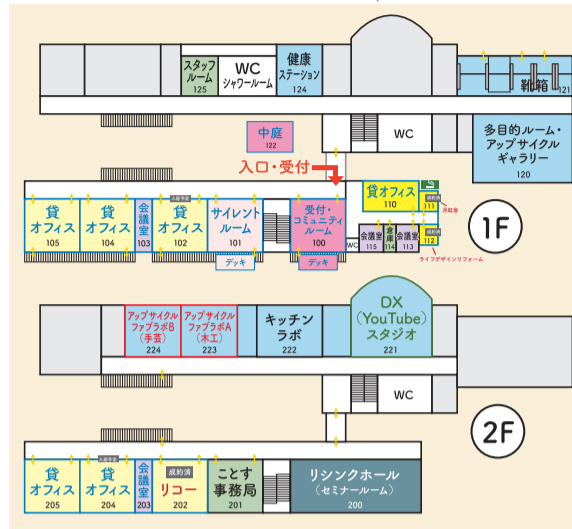 スタッフ
ルーム
125
WC
シャワールーム
健康
ステーション
124
靴箱
121
中庭
122
WC
多目的ルーム・
アップサイクル
ギャラリー
120
入口・受付
貸
オフィス
105
貸
オフィス
104
会議室
103
貸
オフィス
102
サイレント
ルーム
101
受付・
コミュニティ
ルーム
100
貸オフィス
110
成約済
111
WC
会議室
115
倉庫
114
会議室
113
成約済
112
ライフデザインリフォーム
デッキ
デッキ
1F
アップサイクル
ファブラボB
(手芸)
224
アップサイクル
ファブラボA
(木工)
223
キッチン
ラボ
222
DX
(YouTube)
スタジオ
221
WC
2F
貸
オフィス
205
貸
オフィス
204
会議室
203
成約済
リコー
202
ことす
事務局
201
リシンクホール
(セミナールーム)
200